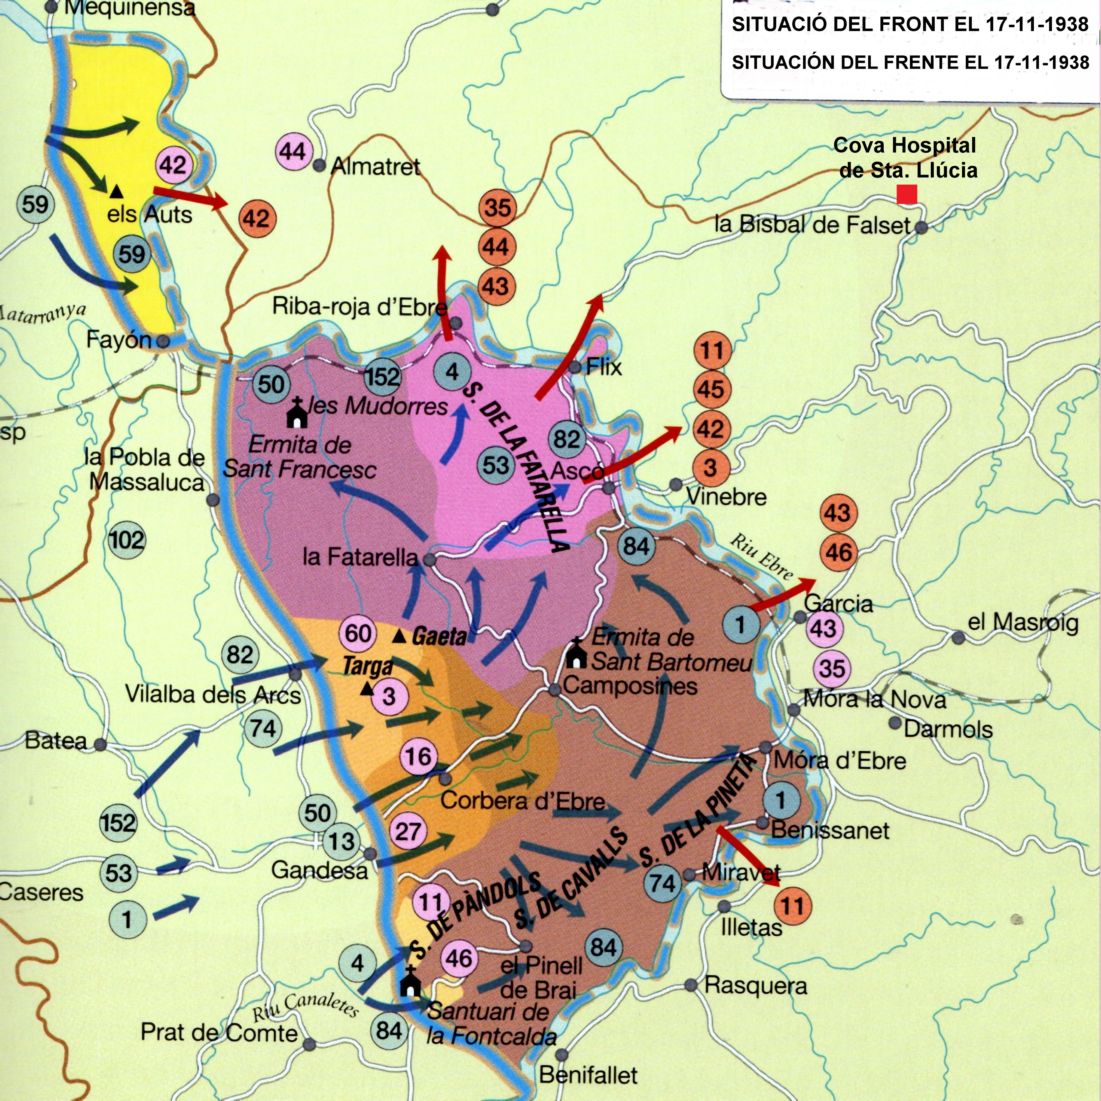 Mequinensa
SITUACIÓ DEL FRONT EL 17-11-1938
SITUACIÓN DEL FRENTE EL 17-11-1938
42
44
Almatret
Cova Hospital
de Sta. Llúcia
59
els Auts
42
35
44
43
la Bisbal de Falset
59
Matarranya
Fayón
Riba-roja d'Ebre
50
152
4
Flix
11
45
42
3
les Mudorres
Ermita de
Sant Francesc
S. DE LA FATARELLA
82
53
Ascó
sp
la Pobla de
Massaluca
Vinebre
102
la Fatarella
84
Riu Ebre
43
46
60
Gaeta
Targa
3
1
Garcia
43
35
el Masroig
Ermita de
Sant Bartomeu
Camposines
82
Vilalba dels Arcs
74
Móra la Nova
Darmols
Batea
16
Corbera d'Ebre
Móra d'Ebre
1
Benissanet
152
50
13
27
Gandesa
S. DE LA PINETA
S. DE CAVALLS
S. DE PÀNDOLS
53
Caseres
1
74
Miravet
11
Illetas
11
4
46
84
el Pinell
de Brai
Rasquera
Riu Canaletes
Santuari de
la Fontcalda
84
Prat de Comte
Benifallet